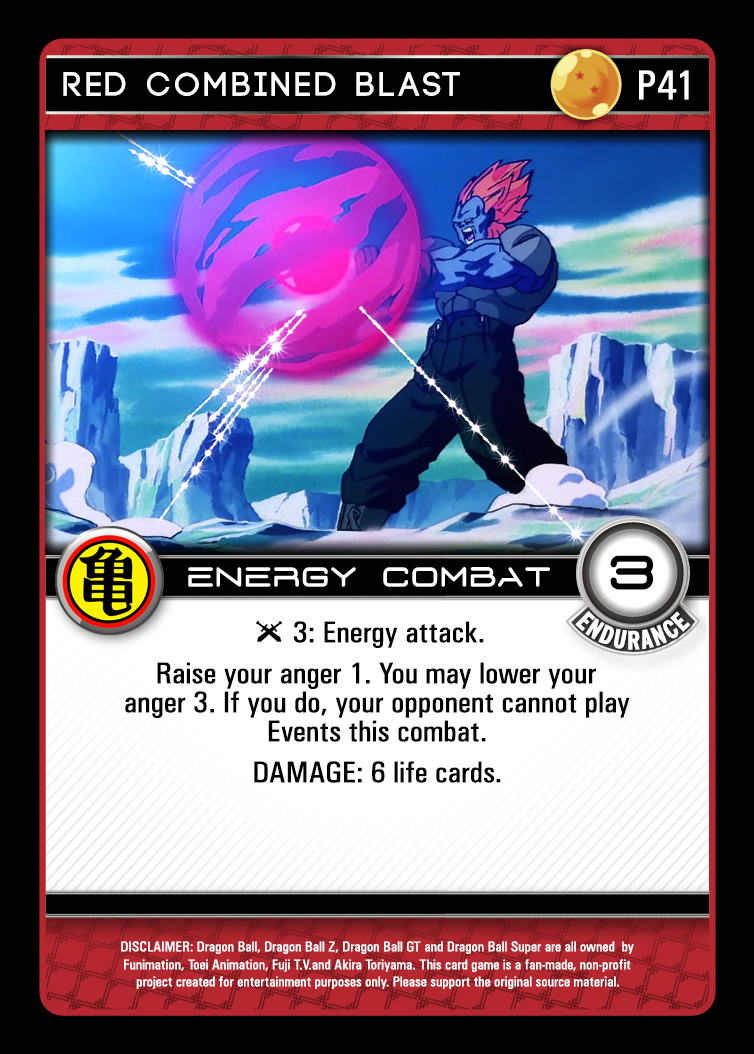 RED COMBINED BLAST P41
亀
ENERGY COMBAT 3
ENDURANCE
3: Energy attack.
Raise your anger 1. You may lower your
anger 3. If you do, your opponent cannot play
Events this combat.
DAMAGE: 6 life cards.
DISCLAIMER: Dragon Ball, Dragon Ball Z, Dragon Ball GT and Dragon Ball Super are all owned by
Funimation, Toei Animation, Fuji T.V.and Akira Toriyama. This card game is a fan-made, non-profit
project created for entertainment purposes only. Please support the original source material.